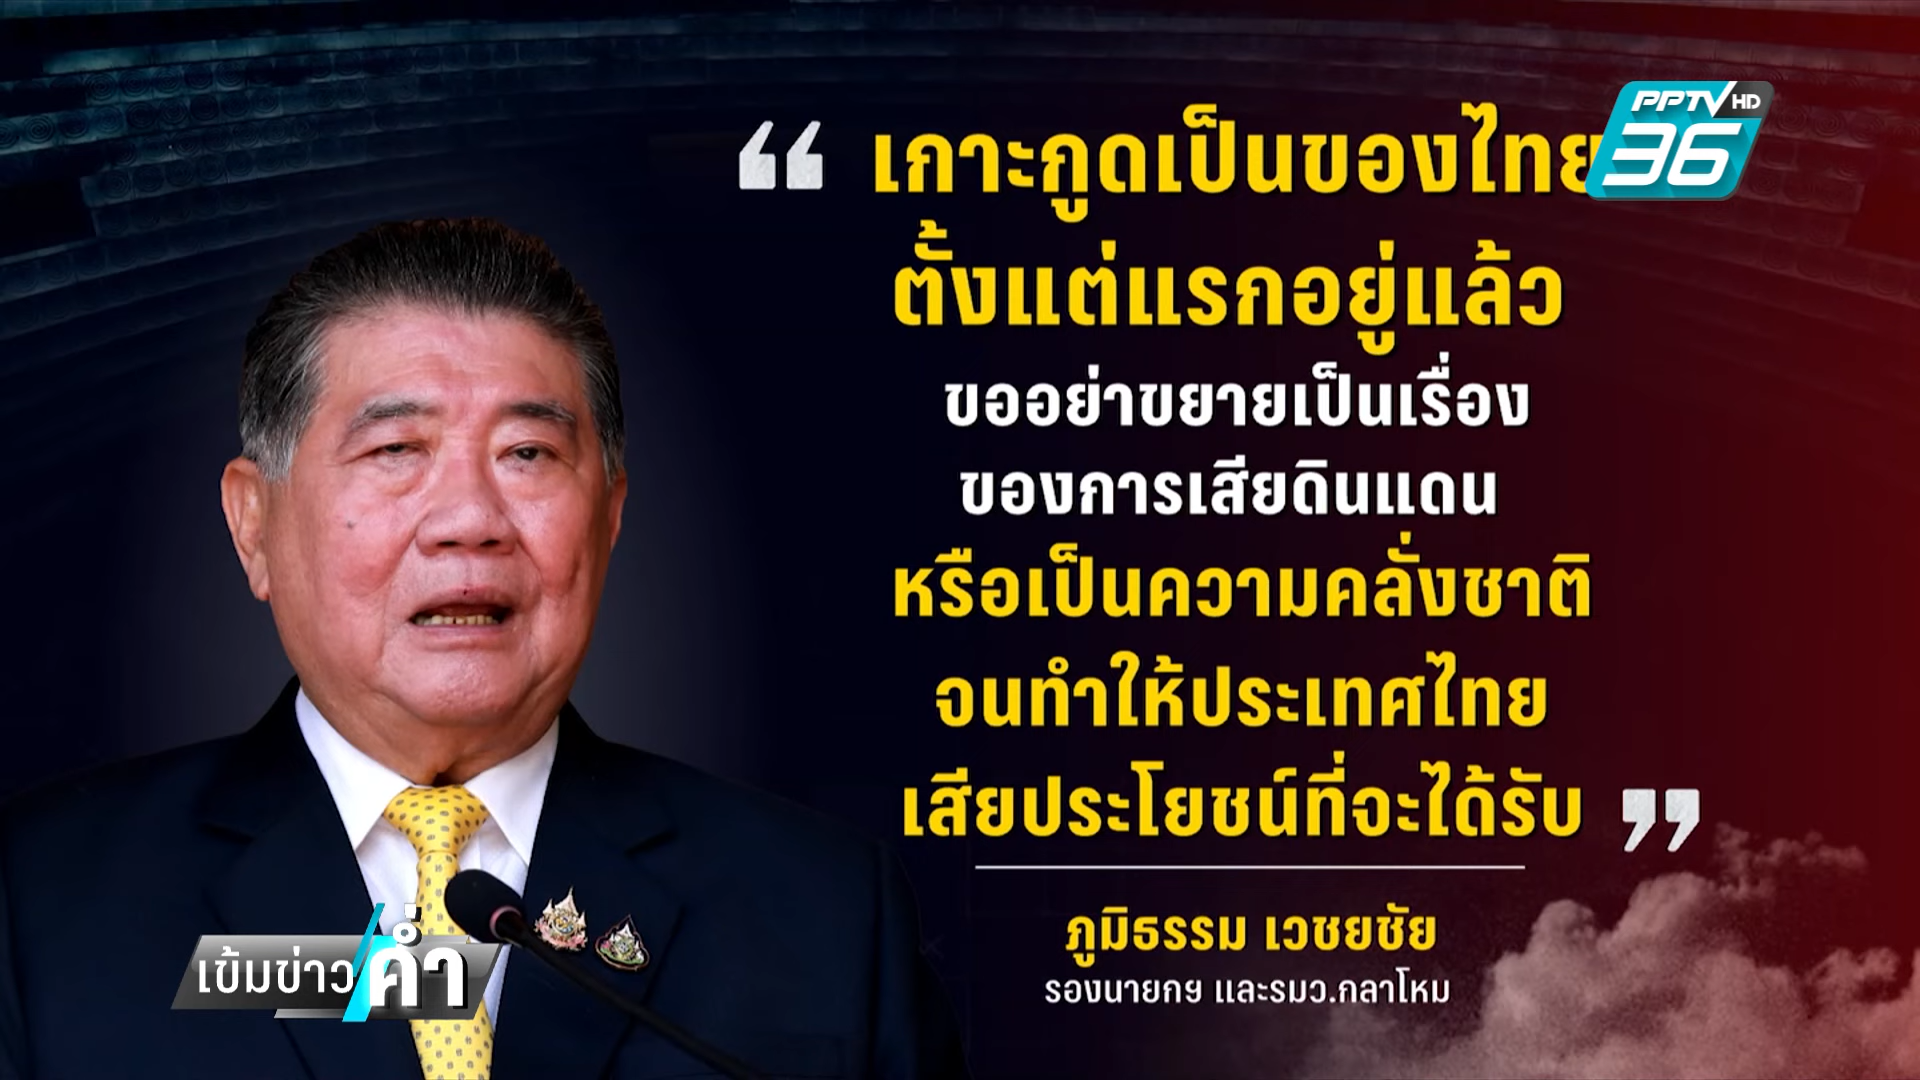 PPTV HD
36
“ เกาะกูดเป็นของไทย
ตั้งแต่แรกอยู่แล้ว
ขออย่าขยายเป็นเรื่อง
ของการเสียดินแดน
หรือเป็นความคลั่งชาติ
จนทำให้ประเทศไทย
เสียประโยชน์ที่จะได้รับ ”
ภูมิธรรม เวชยชัย
รองนายกฯ และรมว.กลาโหม
เข้มข่าวค่ำ